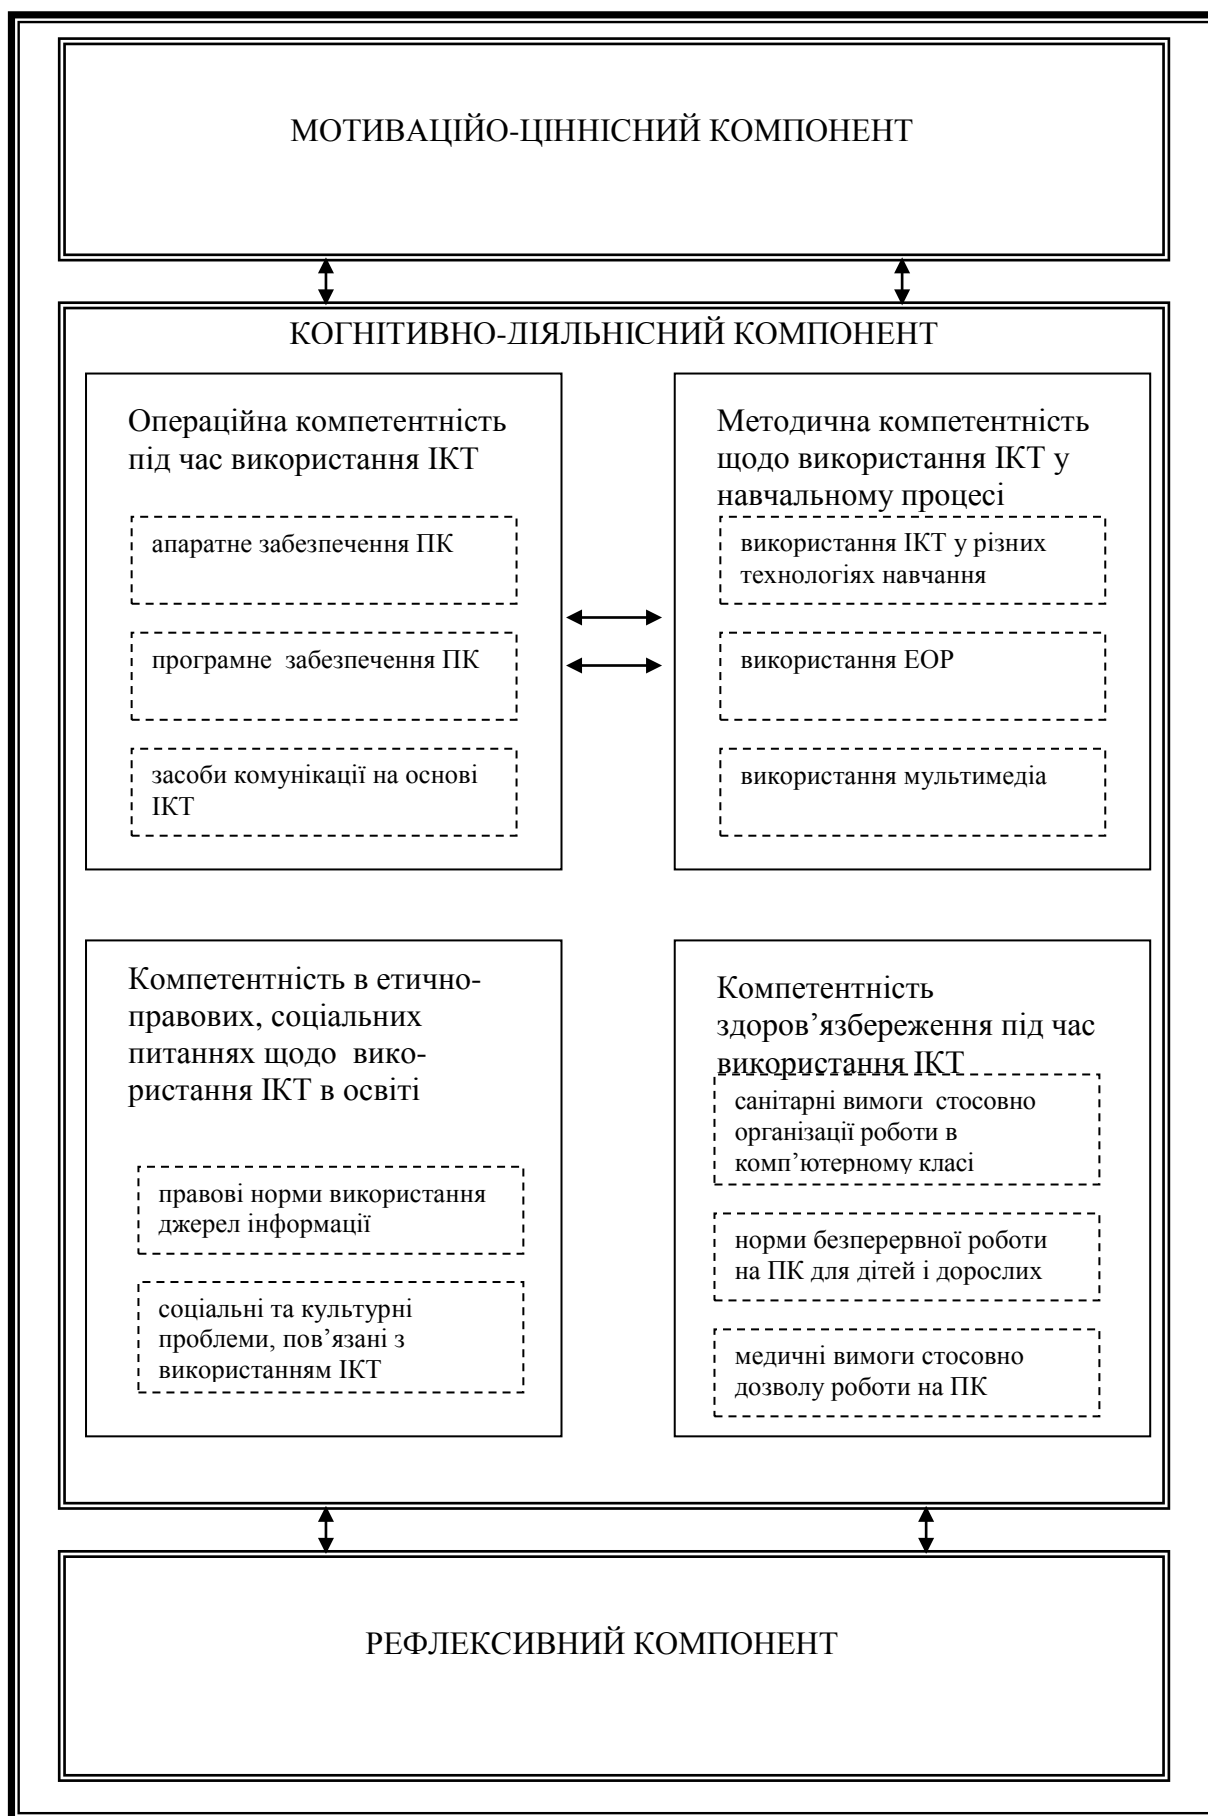 МОТИВАЦІЙО-ЦІННІСНИЙ КОМПОНЕНТ
КОГНІТИВНО-ДІЯЛЬНІСНИЙ КОМПОНЕНТ
Операційна компетентність
під час використання ІКТ
апаратне забезпечення ПК
програмне забезпечення ПК
засоби комунікації на основі
ІКТ
Методична компетентність
щодо використання ІКТ у
навчальному процесі
використання ІКТ у різних
технологіях навчання
використання ЕОР
використання мультимедіа
Компетентність в етично-
правових, соціальних
питаннях щодо вико-
ристання ІКТ в освіті
правові норми використання
джерел інформації
соціальні та культурні
проблеми, пов’язані з
використанням ІКТ
Компетентність
здоров’язбереження під час
використання ІКТ
санітарні вимоги стосовно
організації роботи в
комп’ютерному класі
норми безперервної роботи
на ПК для дітей і дорослих
медичні вимоги стосовно
дозволу роботи на ПК
РЕФЛЕКСИВНИЙ КОМПОНЕНТ